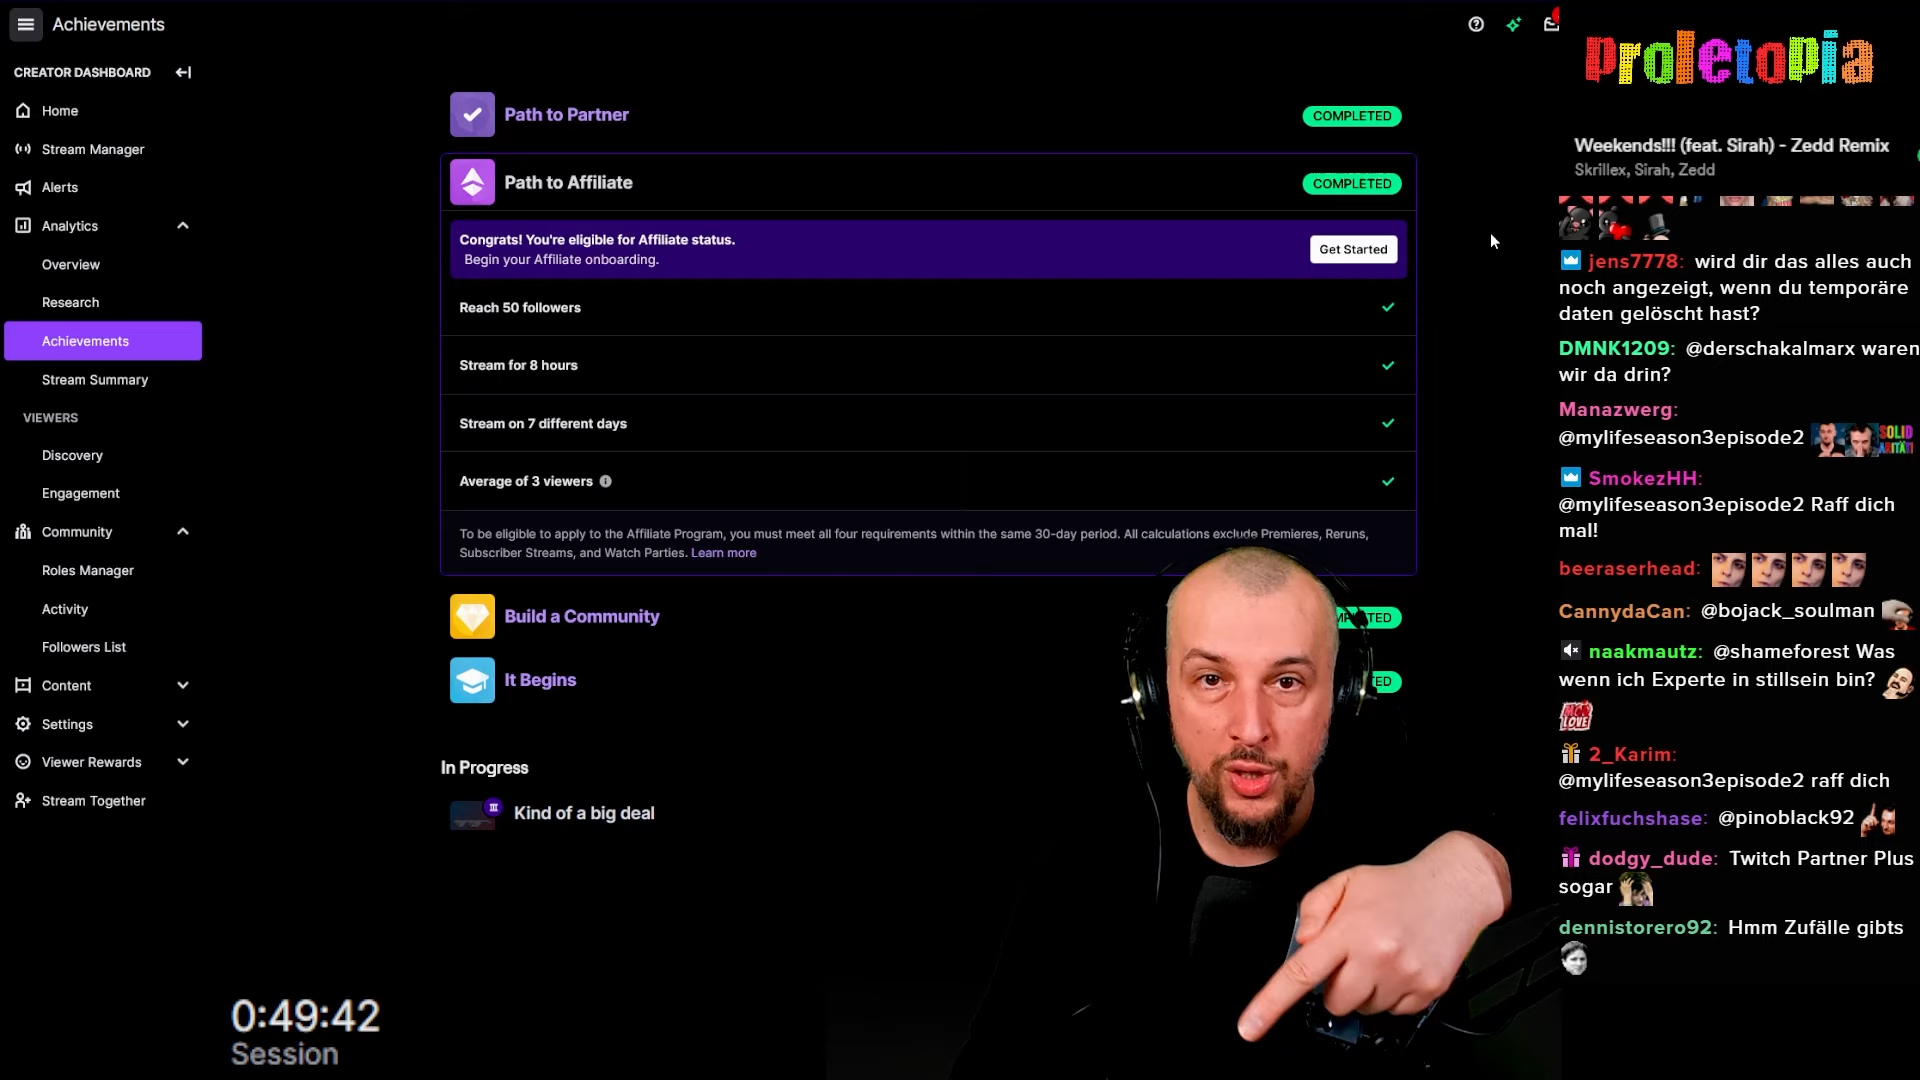 Achievements
CREATOR DASHBOARD
Home
Stream Manager
Alerts
Analytics
Overview
Research
Achievements
Stream Summary
VIEWERS
Discovery
Engagement
Community
Roles Manager
Activity
Followers List
Content
Settings
Viewer Rewards
Stream Together
Path to Partner
COMPLETED
Path to Affiliate
COMPLETED
Congrats! You're eligible for Affiliate status.
Begin your Affiliate onboarding.
Get Started
Reach 50 followers
Stream for 8 hours
Stream on 7 different days
Average of 3 viewers
To be eligible to apply to the Affiliate Program, you must meet all four requirements within the same 30-day period. All calculations exclude Premieres, Reruns,
Subscriber Streams, and Watch Parties. Learn more
Build a Community
It Begins
In Progress
III
Kind of a big deal
0:49:42
Session
Proletopia
Weekends!!! (feat. Sirah) - Zedd Remix
Skrillex, Sirah, Zedd
jens7778: wird dir das alles auch
noch angezeigt, wenn du temporäre
daten gelöscht hast?
DMNK1209: @derschakalmarx waren
wir da drin?
Manazwerg:
@mylifeseason3episode2 SOLID
ARITÄT!
SmokezHH:
@mylifeseason3episode2 Raff dich
mal!
beeraserhead:
CannydaCan: @bojack_soulman
naakmautz: @shameforest Was
wenn ich Experte in stillsein bin?
LOVE
2_Karim:
@mylifeseason3episode2 raff dich
felixfuchshase: @pinoblack92
dodgy_dude: Twitch Partner Plus
sogar
dennistorero92: Hmm Zufälle gibts